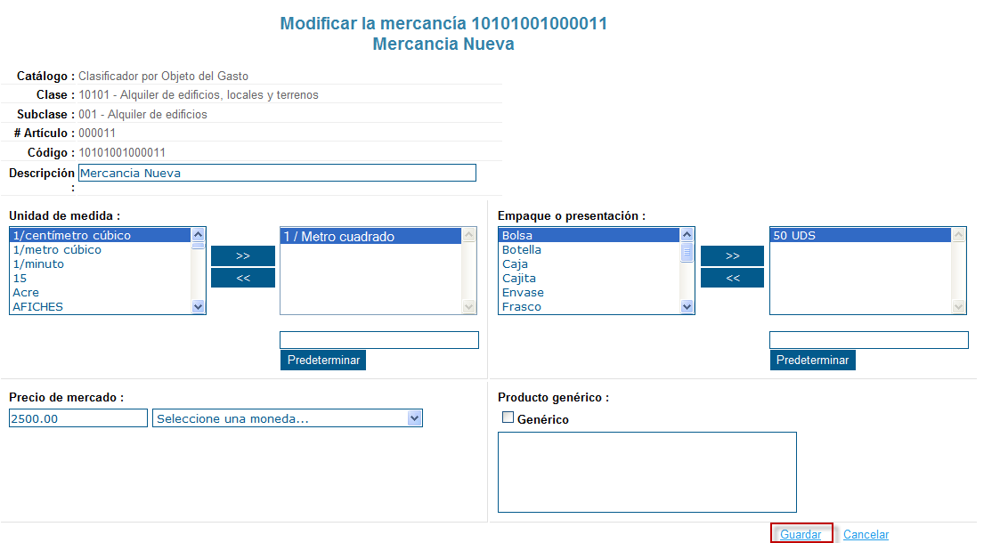 Modificar la mercancía 10101001000011
Mercancia Nueva
Catálogo : Clasificador por Objeto del Gasto
Clase : 10101 - Alquiler de edificios, locales y terrenos
Subclase : 001 - Alquiler de edificios
# Artículo : 000011
Código : 10101001000011
Descripción Mercancia Nueva
:
Unidad de medida :
1/centímetro cúbico
1/metro cúbico
1/minuto
15
Acre
AFICHES
>>
<<
1 / Metro cuadrado
Predeterminar
Empaque o presentación :
Bolsa
Botella
Caja
Cajita
Envase
Frasco
>>
<<
50 UDS
Predeterminar
Precio de mercado :
2500.00 Seleccione una moneda...
Producto genérico :
Genérico
Guardar Cancelar